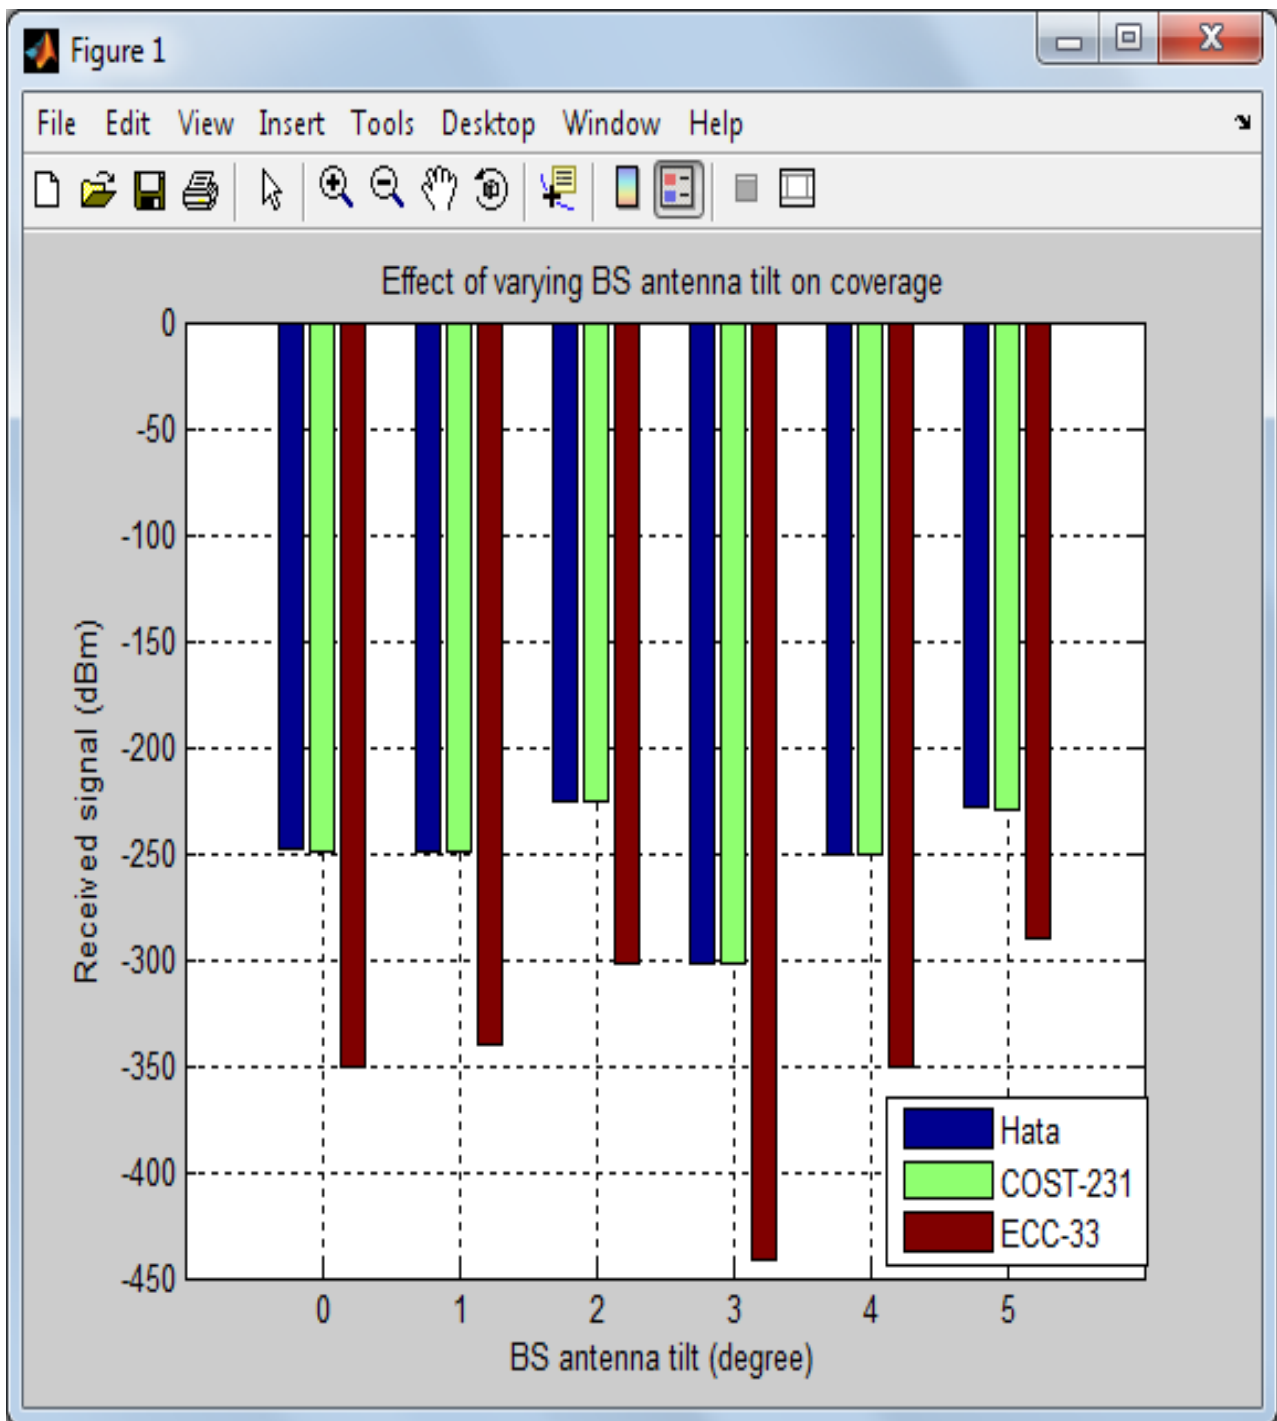 Figure 1
File Edit View Insert Tools Desktop Window Help
Effect of varying BS antenna tilt on coverage
0
-50
-100
-150
-200
-250
-300
-350
-400
-450
Received signal (dBm)
Hata
COST-231
ECC-33
0 1 2 3 4 5
BS antenna tilt (degree)